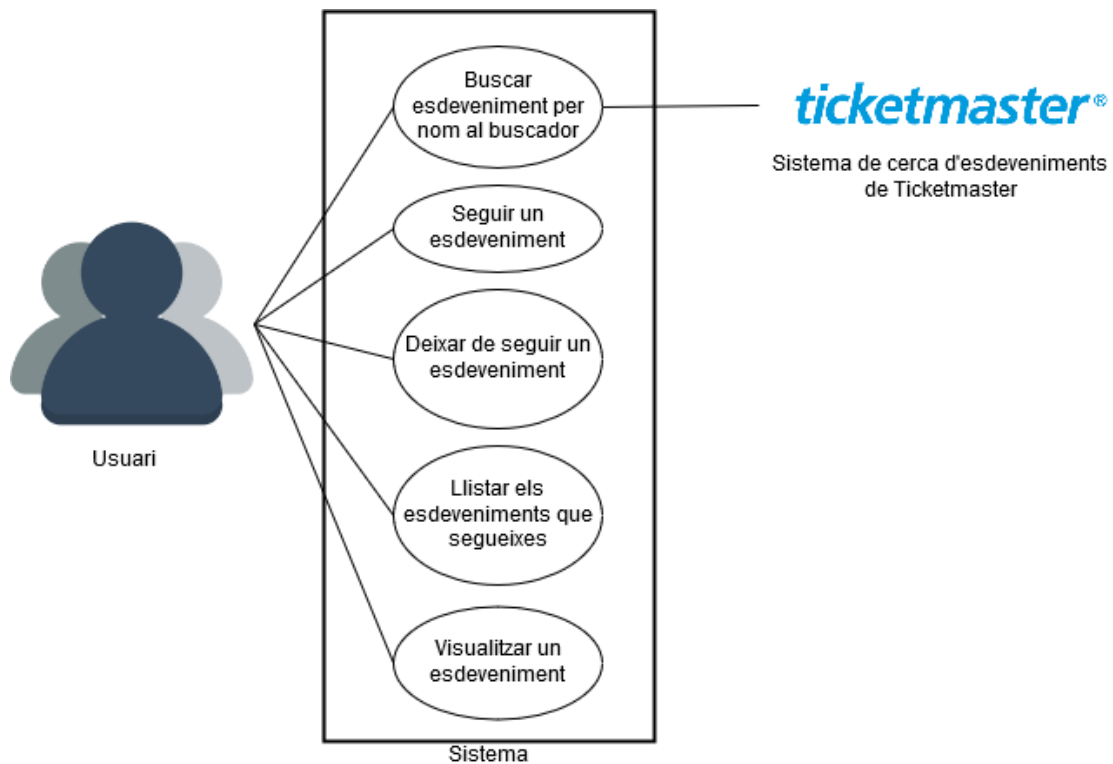 Buscar
esdeveniment per
nom al buscador
ticketmaster®
Sistema de cerca d'esdeveniments
de Ticketmaster
Seguir un
esdeveniment
Deixar de seguir un
esdeveniment
Usuari
Llistar els
esdeveniments que
segueixes
Visualitzar un
esdeveniment
Sistema